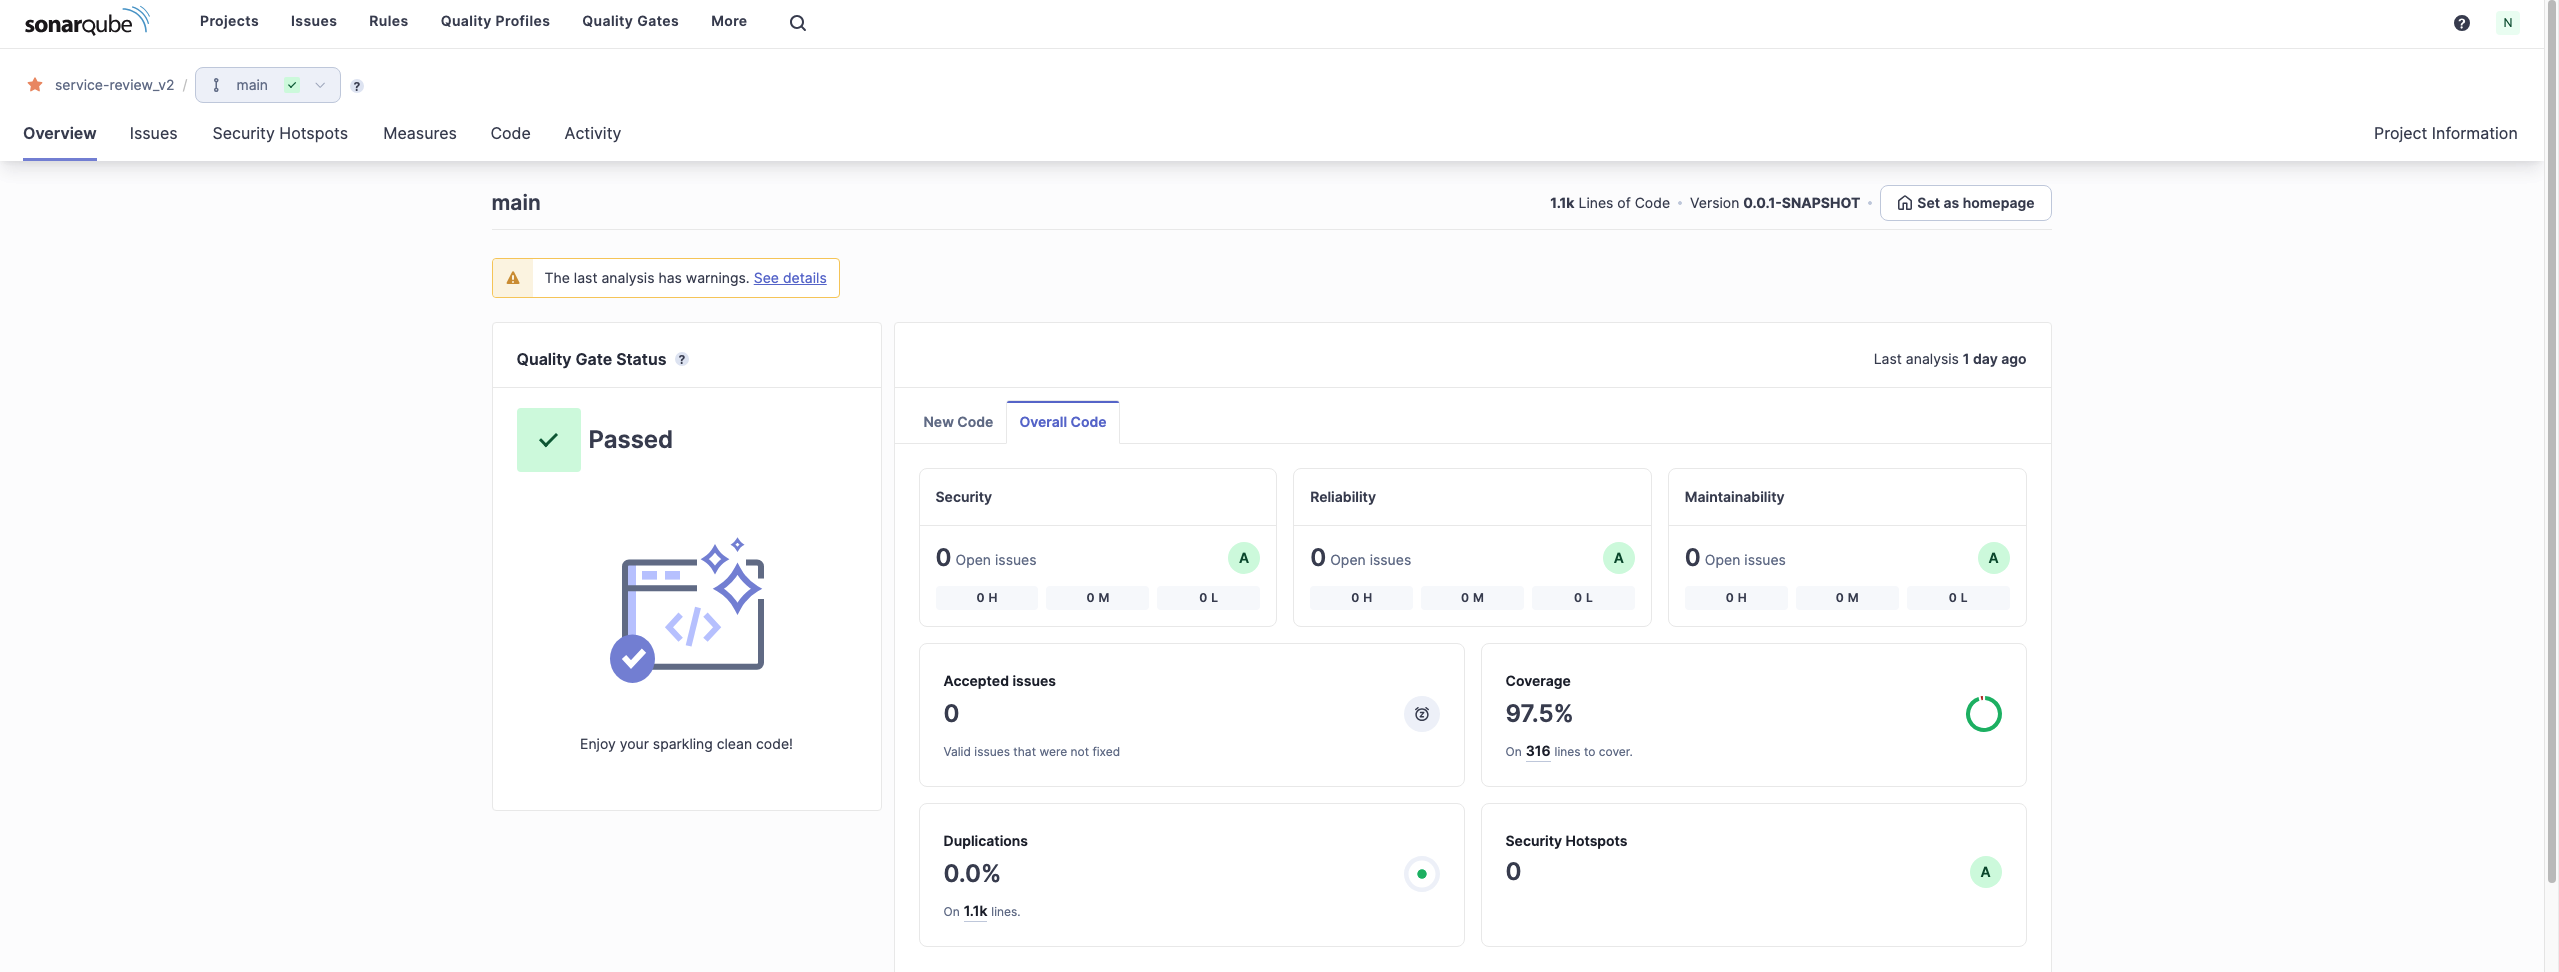 sonarqube Projects Issues Rules Quality Profiles Quality Gates More ? N
service-review_v2 / main ?
Overview Issues Security Hotspots Measures Code Activity Project Information
main 1.1k Lines of Code • Version 0.0.1-SNAPSHOT • Set as homepage
The last analysis has warnings. See details
Quality Gate Status ?
Passed
Enjoy your sparkling clean code!
Last analysis 1 day ago
New Code Overall Code
Security
0 Open issues A
0 H 0 M 0 L
Reliability
0 Open issues A
0 H 0 M 0 L
Maintainability
0 Open issues A
0 H 0 M 0 L
Accepted issues
0
Valid issues that were not fixed
Coverage
97.5%
On 316 lines to cover.
Duplications
0.0%
On 1.1k lines.
Security Hotspots
0 A